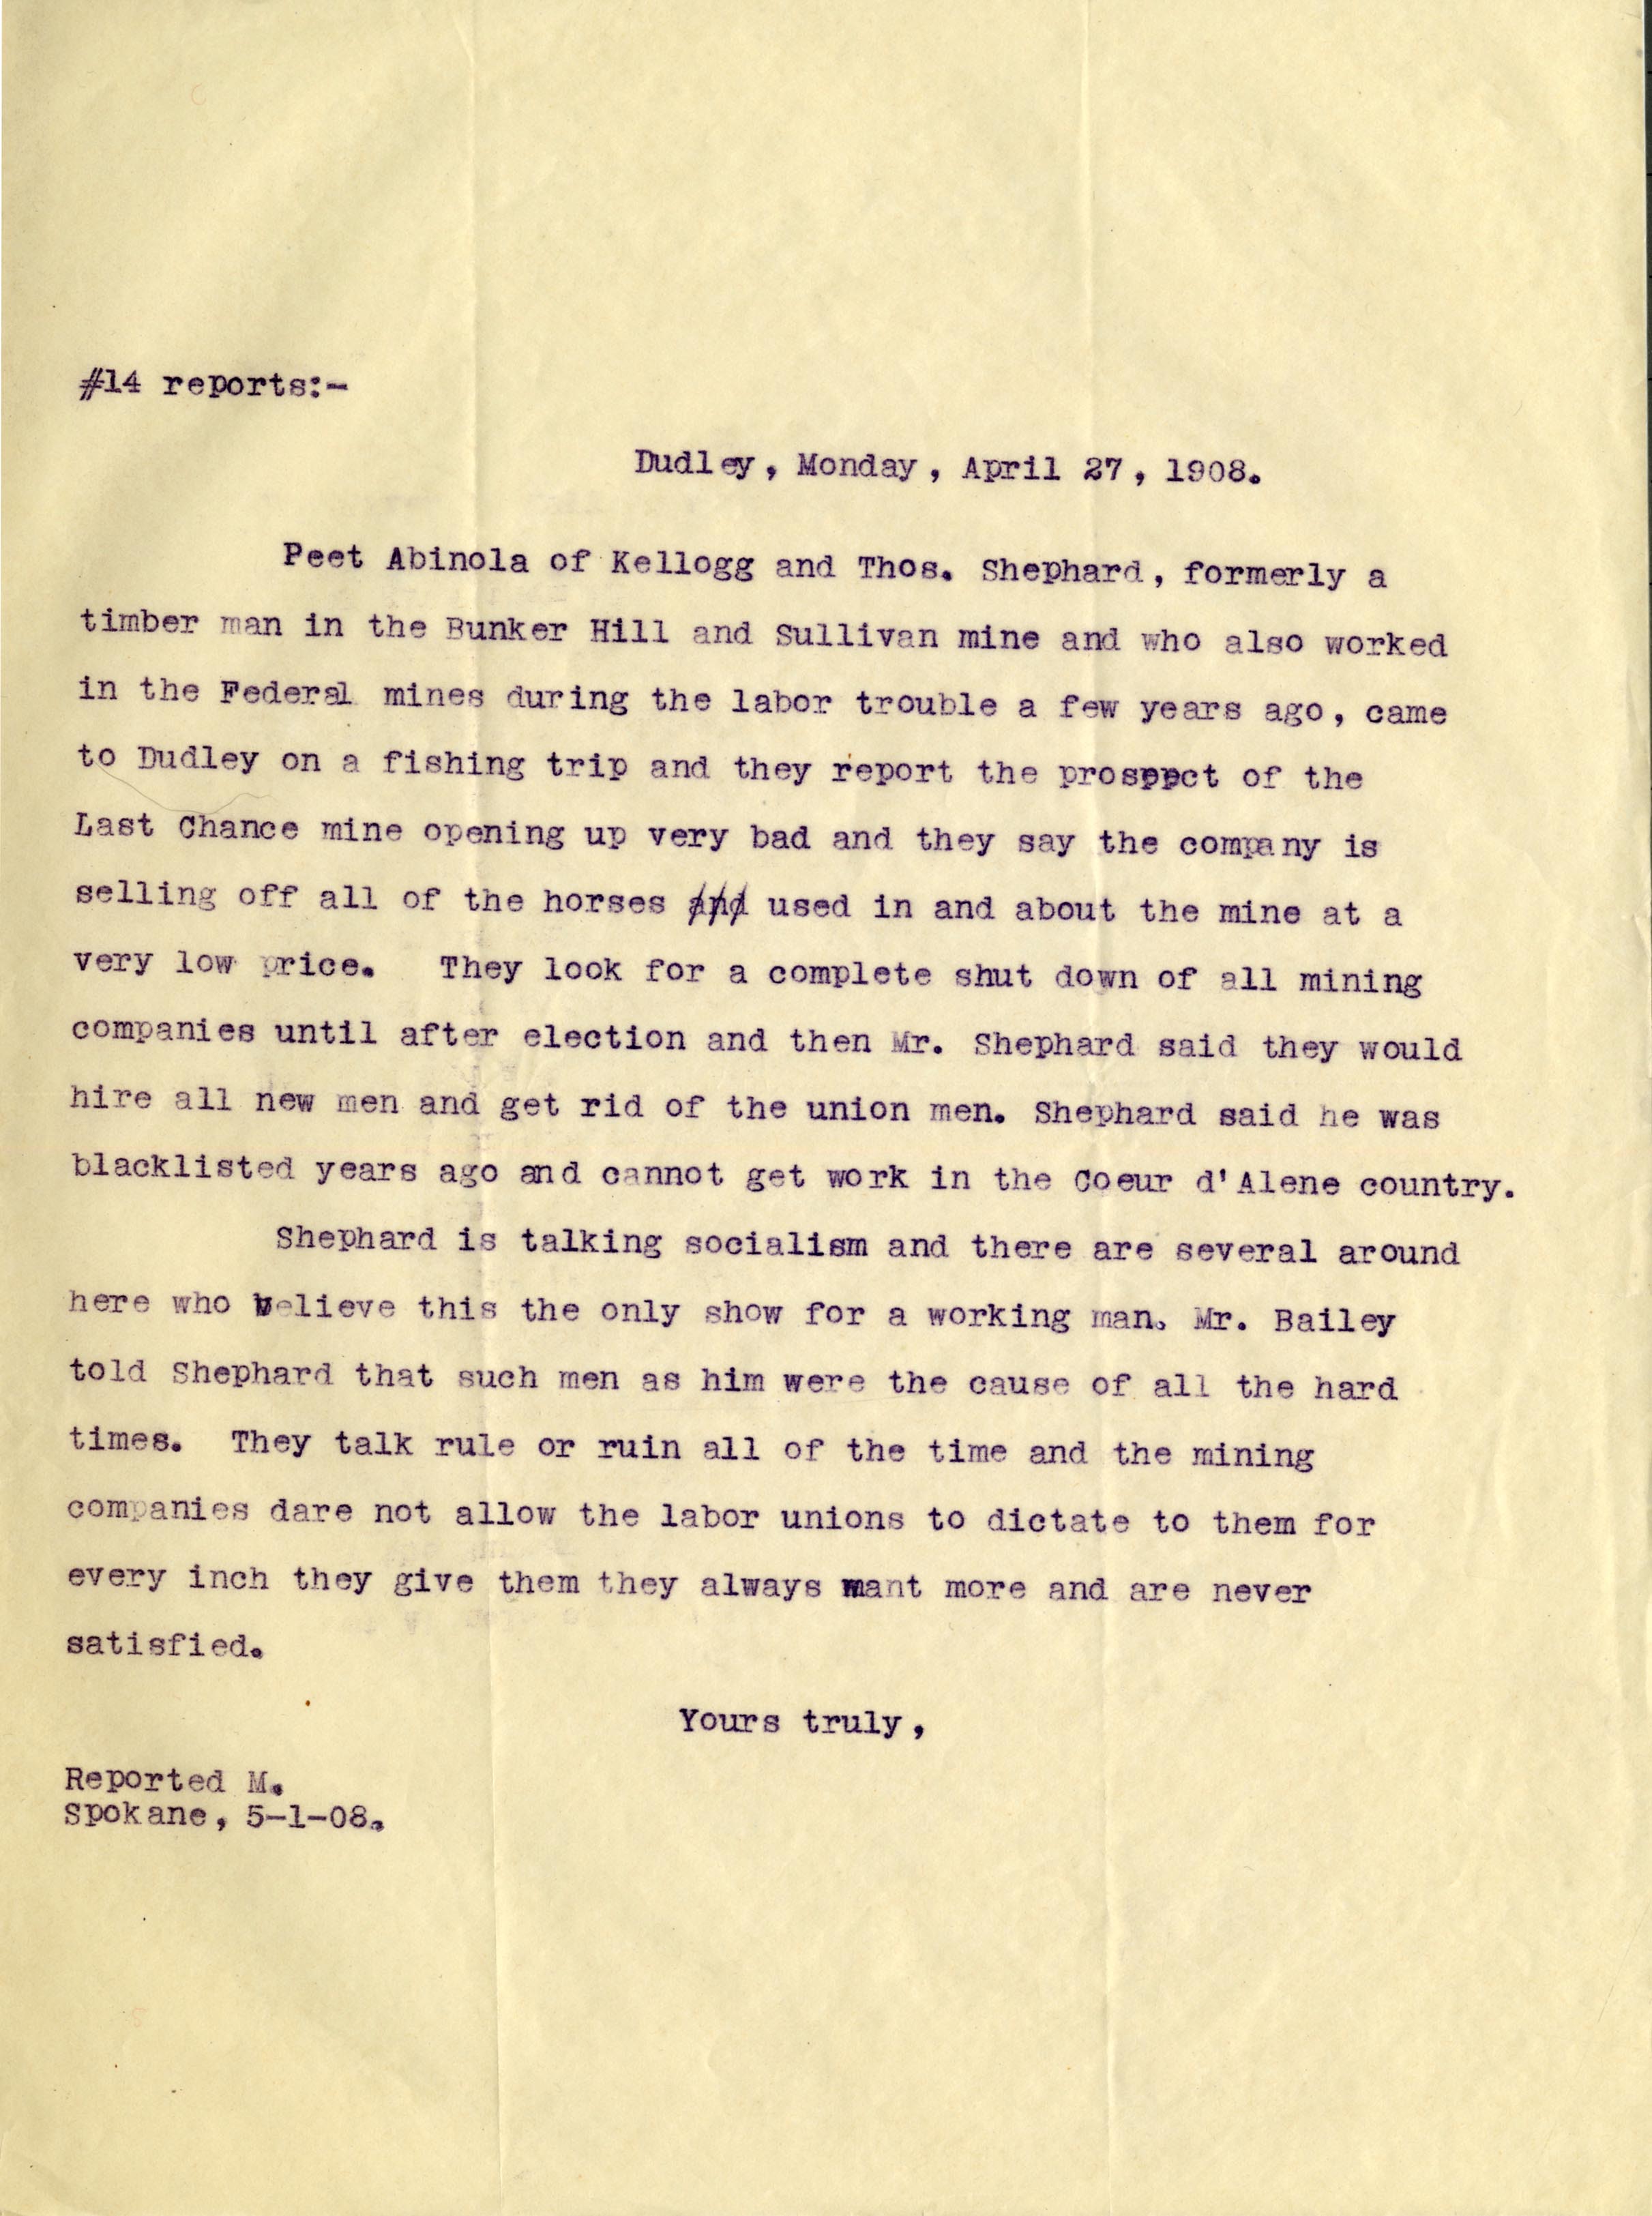 #14 reports:-
Dudley, Monday, April 27, 1908.
Peet Abinola of Kellogg and Thos. Shephard, formerly a
timber man in the Bunker Hill and Sullivan mine and who also worked
in the Federal mines during the labor trouble a few years ago, came
to Dudley on a fishing trip and they report the prospect of the
Last Chance mine opening up very bad and they say the company is
selling off all of the horses and used in and about the mine at a
very low price. They look for a complete shut down of all mining
companies until after election and then Mr. Shephard said they would
hire all new men and get rid of the union men. Shephard said he was
blacklisted years ago and cannot get work in the Coeur d'Alene country.
Shephard is talking socialism and there are several around
here who believe this the only show for a working man. Mr. Bailey
told Shephard that such men as him were the cause of all the hard
times. They talk rule or ruin all of the time and the mining
companies dare not allow the labor unions to dictate to them for
every inch they give them they always want more and are never
satisfied.
Yours truly,
Reported M.
Spokane, 5-1-08.